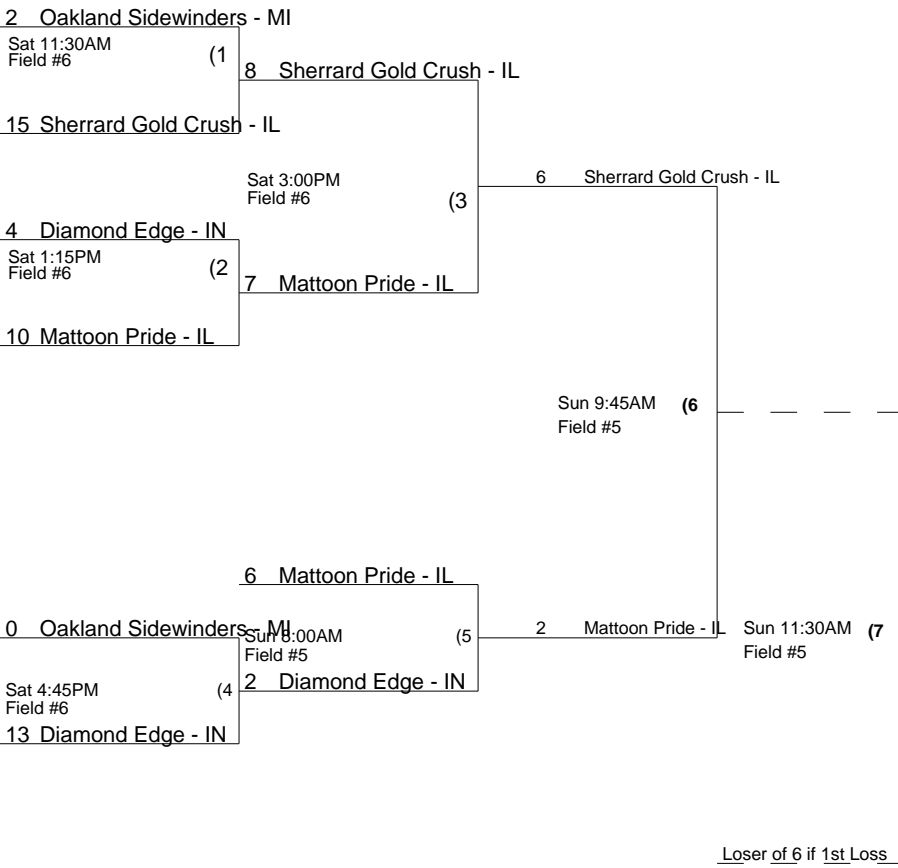 2 Oakland Sidewinders - MI
Sat 11:30AM
Field #6
(1
8 Sherrard Gold Crush - IL
15 Sherrard Gold Crush - IL
Sat 3:00PM
Field #6
(3
6 Sherrard Gold Crush - IL
4 Diamond Edge - IN
Sat 1:15PM
Field #6
(2
7 Mattoon Pride - IL
10 Mattoon Pride - IL
Sun 9:45AM (6
Field #5
6 Mattoon Pride - IL
0 Oakland Sidewinders - MI
Sun 8:00AM (5
Field #5
2 Mattoon Pride - IL
Sun 11:30AM (7
Field #5
2 Diamond Edge - IN
Sat 4:45PM (4
Field #6
13 Diamond Edge - IN
Loser of 6 if 1st Loss